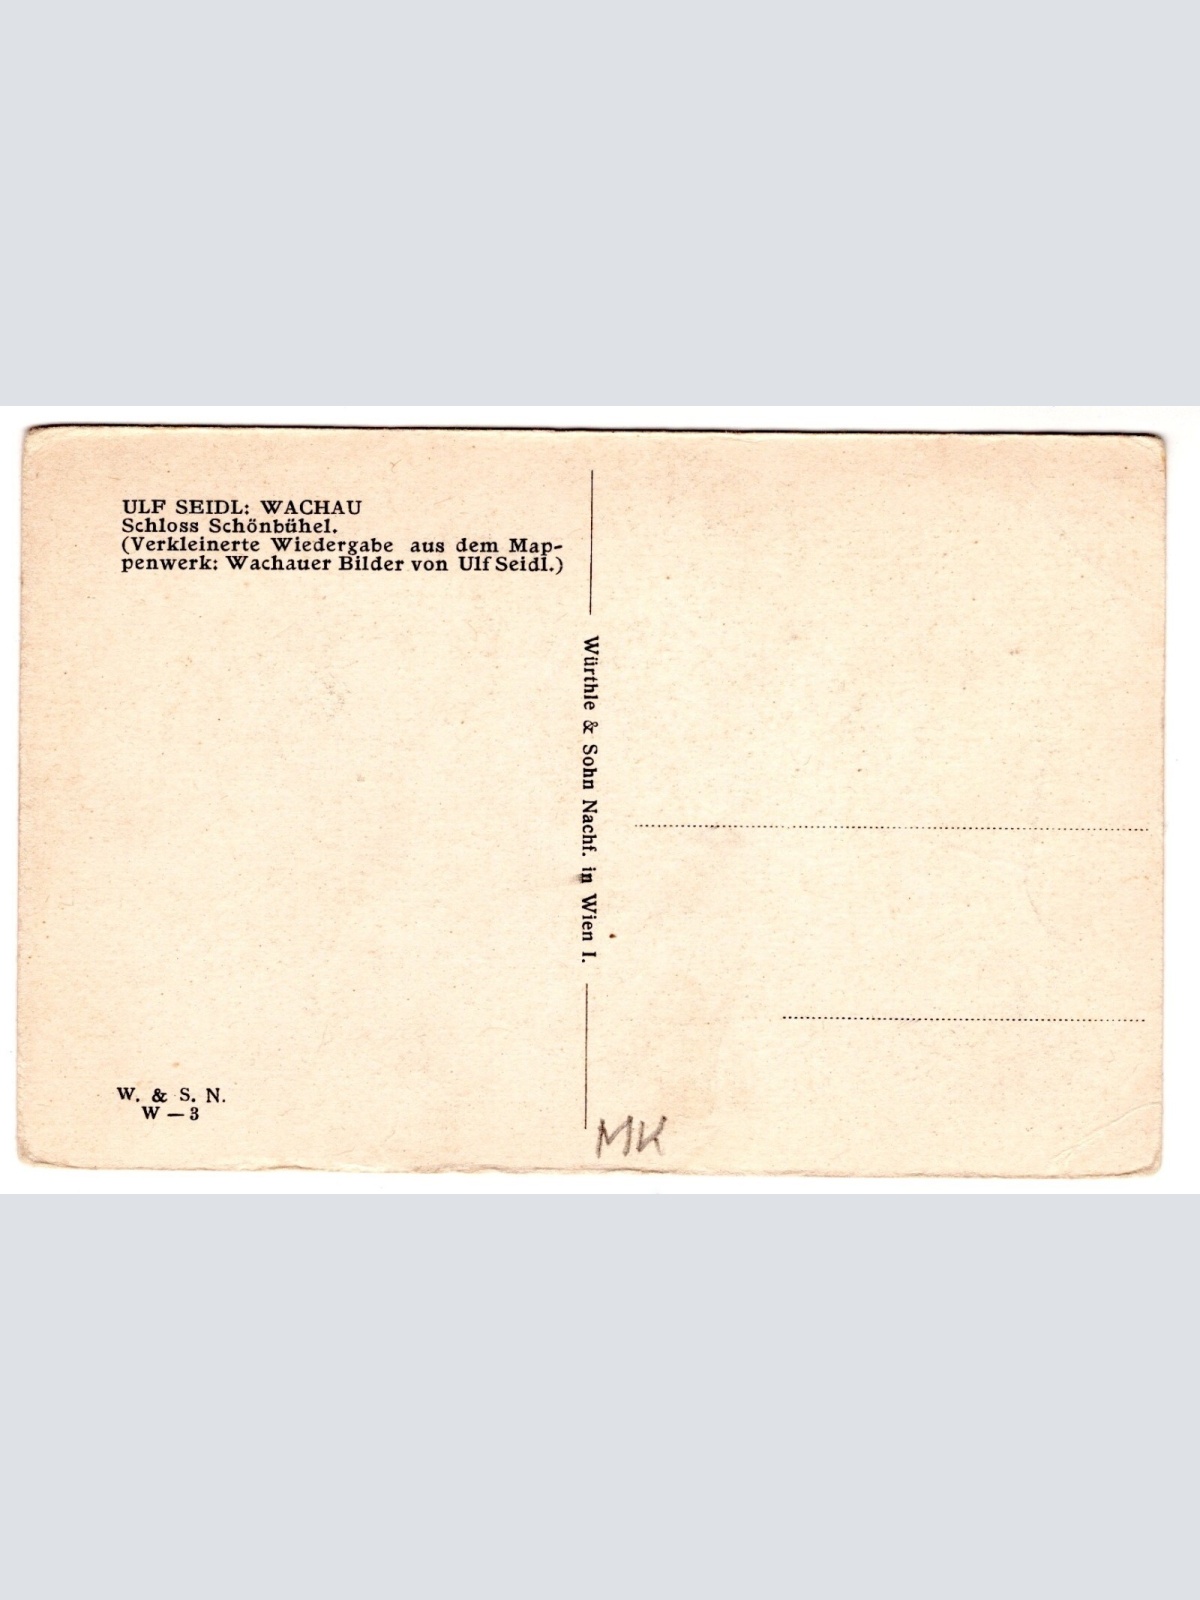 ULF SEIDL: WACHAU
Schloss Schönbühel.
(Verkleinerte Wiedergabe aus dem Map-
penwerk: Wachauer Bilder von Ulf Seidl.)
Würthle & Sohn Nachf. in Wien I.
W. & S. N.
W — 3
MK